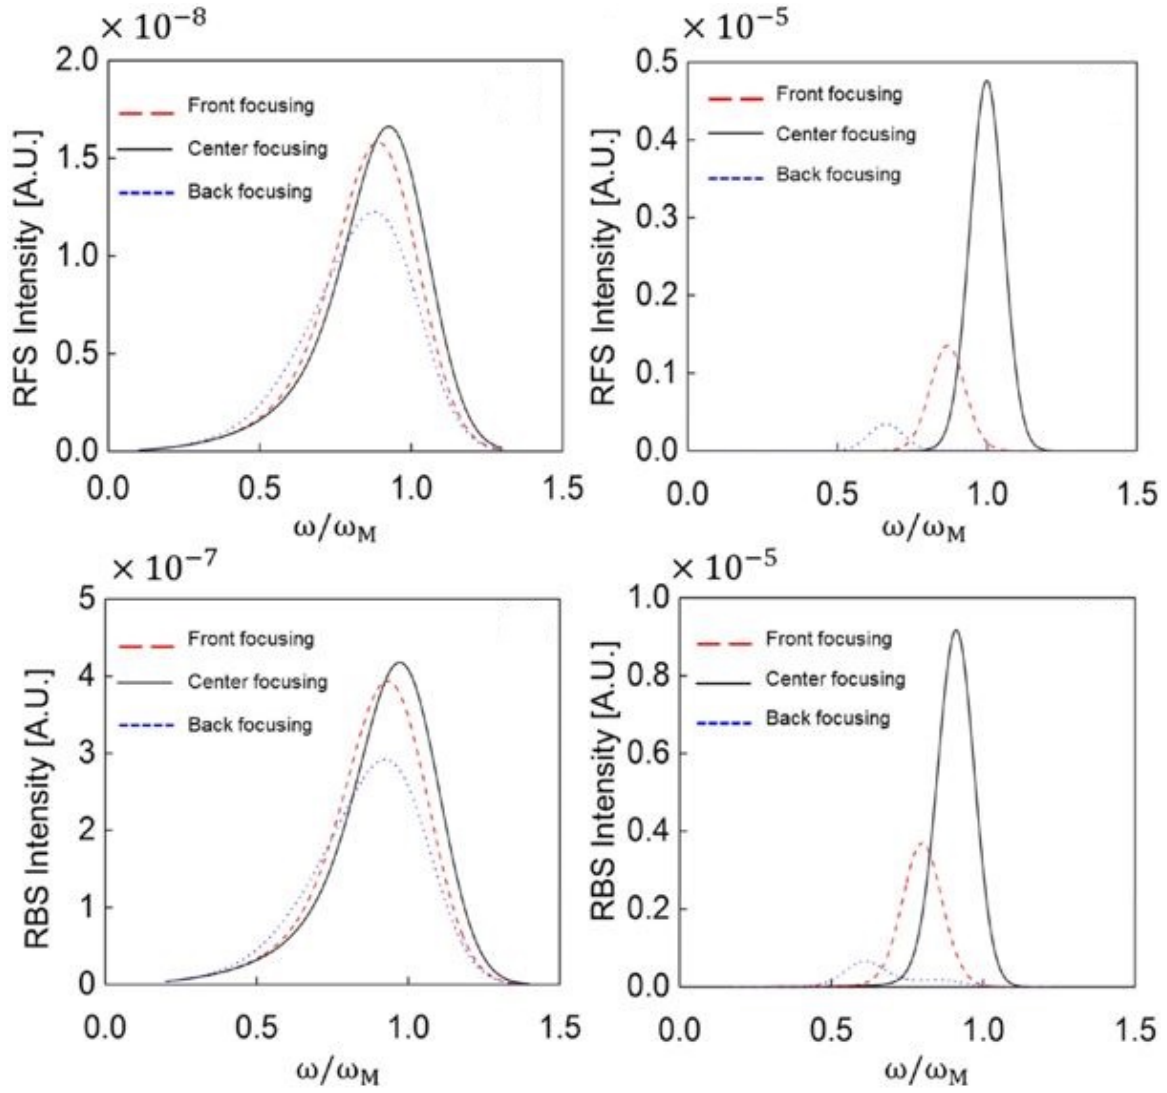 × 10⁻⁸
2.0
1.5
1.0
0.5
0.0
RFS Intensity [A.U.]
Front focusing
Center focusing
Back focusing
0.0 0.5 1.0 1.5
ω/ω_M
× 10⁻⁵
0.5
0.4
0.3
0.2
0.1
0.0
RFS Intensity [A.U.]
Front focusing
Center focusing
Back focusing
0.0 0.5 1.0 1.5
ω/ω_M
× 10⁻⁷
5
4
3
2
1
0
RBS Intensity [A.U.]
Front focusing
Center focusing
Back focusing
0.0 0.5 1.0 1.5
ω/ω_M
× 10⁻⁵
1.0
0.8
0.6
0.4
0.2
0.0
RBS Intensity [A.U.]
Front focusing
Center focusing
Back focusing
0.0 0.5 1.0 1.5
ω/ω_M